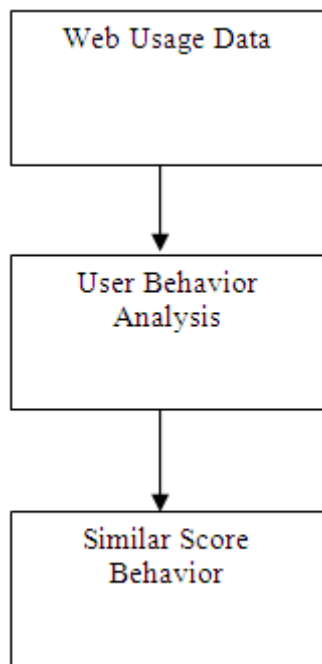 Web Usage Data
User Behavior
Analysis
Similar Score
Behavior